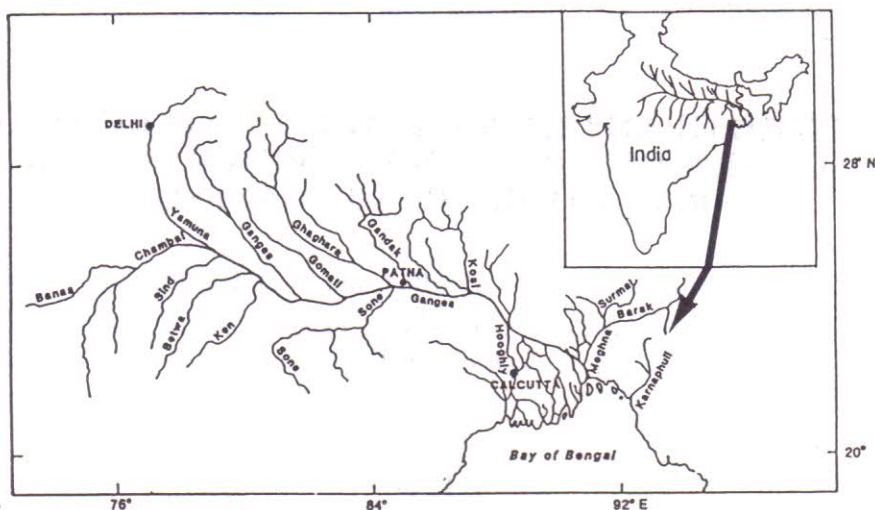 DELHI
India
28° N
Yamuna
Chambal
Banas
Sind
Betwa
Ken
Ganges
Gomati
Ghaghara
Gandak
PATNA
Kosi
Sone
Sone
Ganges
Hooghly
CALCUTTA
Meghna
Surma
Barak
Karnaphuli
Bay of Bengal
20°
76°
84°
92° E